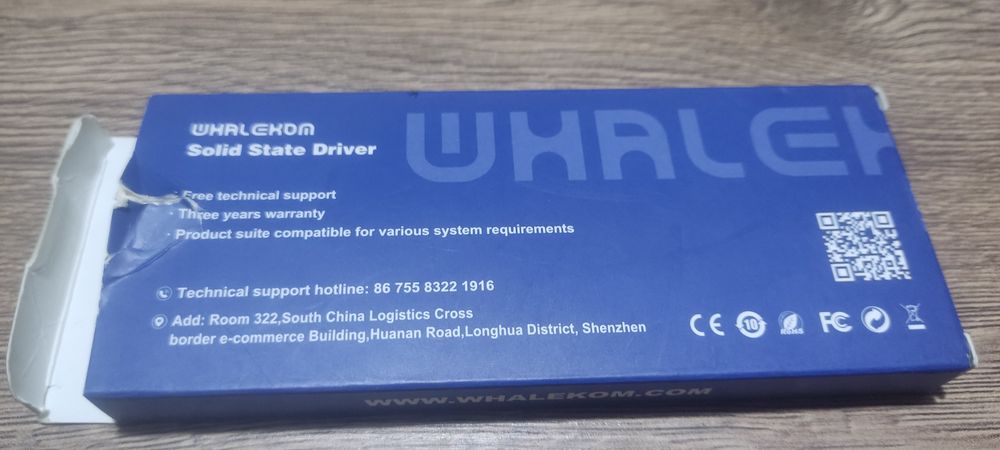 WHALEKOM
Solid State Driver
WHALEK
· Free technical support
· Three years warranty
· Product suite compatible for various system requirements
Technical support hotline: 86 755 8322 1916
Add: Room 322,South China Logistics Cross
border e-commerce Building,Huanan Road,Longhua District, Shenzhen
CE 10 RoHS FC
WWW.WHALEKOM.COM